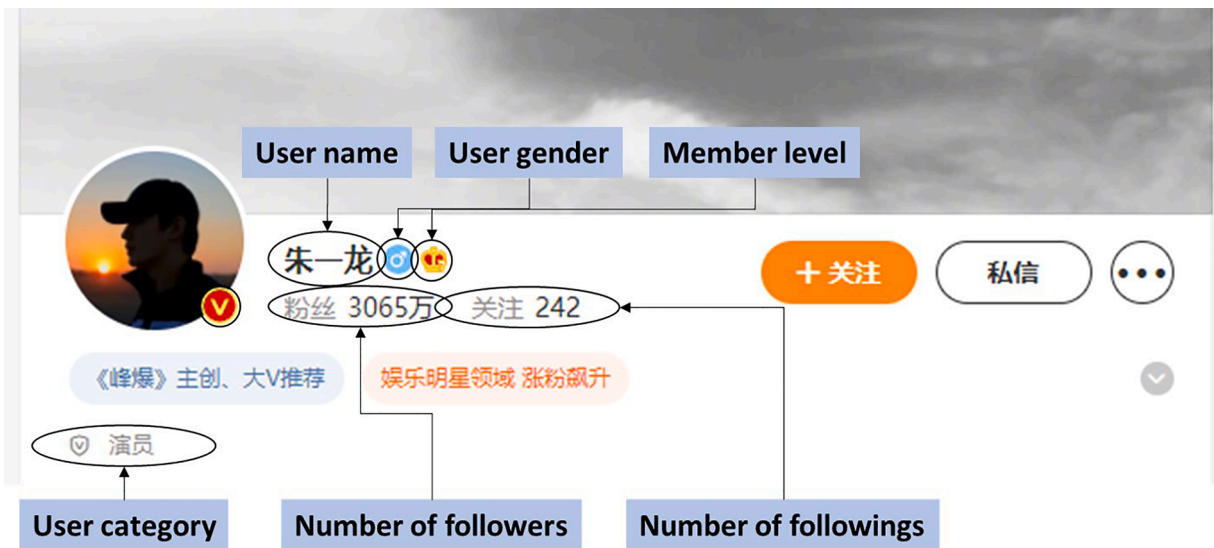 User name
User gender
Member level
朱一龙
＋关注
私信
粉丝 3065万
关注 242
V
《峰爆》主创、大V推荐
娱乐明星领域 涨粉飙升
演员
User category
Number of followers
Number of followings